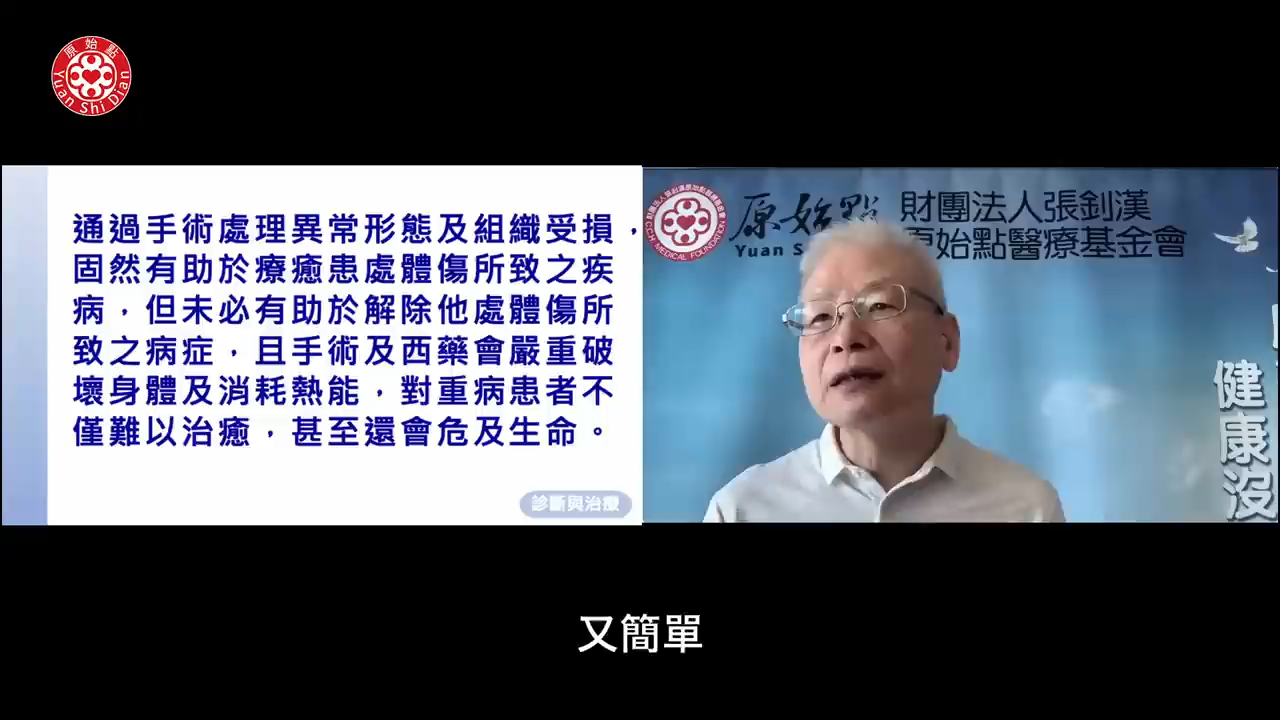 原始點
Yuan Shi Dian
通過手術處理異常形態及組織受損，
固然有助於療癒患處體傷所致之疾
病，但未必有助於解除他處體傷所
致之病症，且手術及西藥會嚴重破
壞身體及消耗熱能，對重病患者不
僅難以治癒，甚至還會危及生命。
診斷與治療
原始點
Yuan S
財團法人張釗漢
原始點醫療基金會
健康沒
又簡單